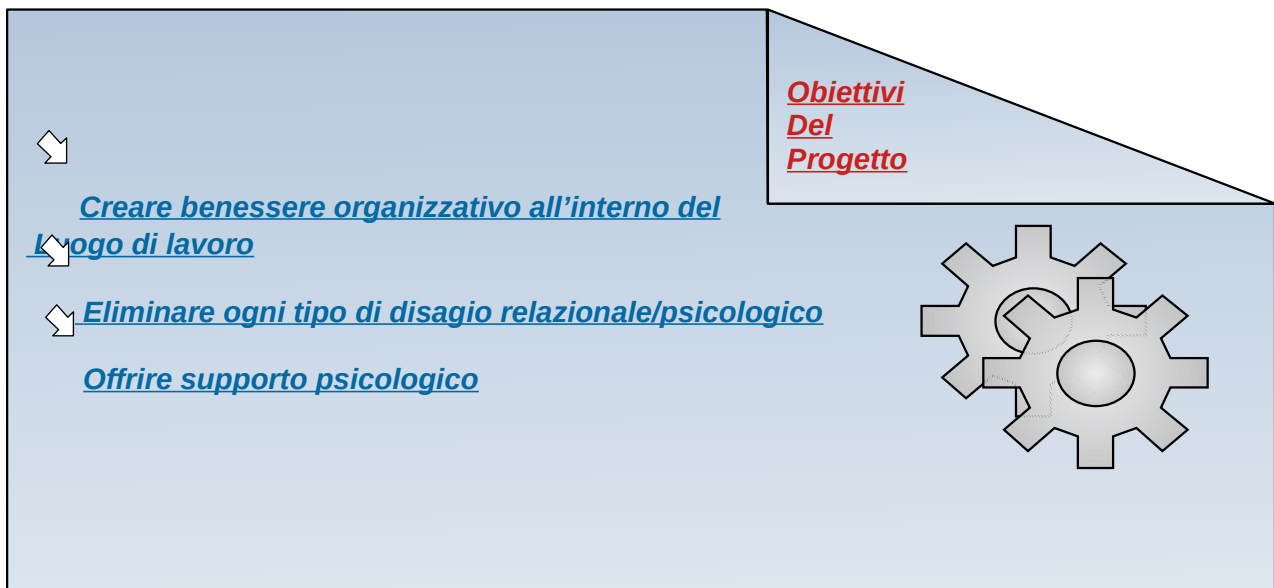 Obiettivi
Del
Progetto
Creare benessere organizzativo all’interno del
Luogo di lavoro
Eliminare ogni tipo di disagio relazionale/psicologico
Offrire supporto psicologico